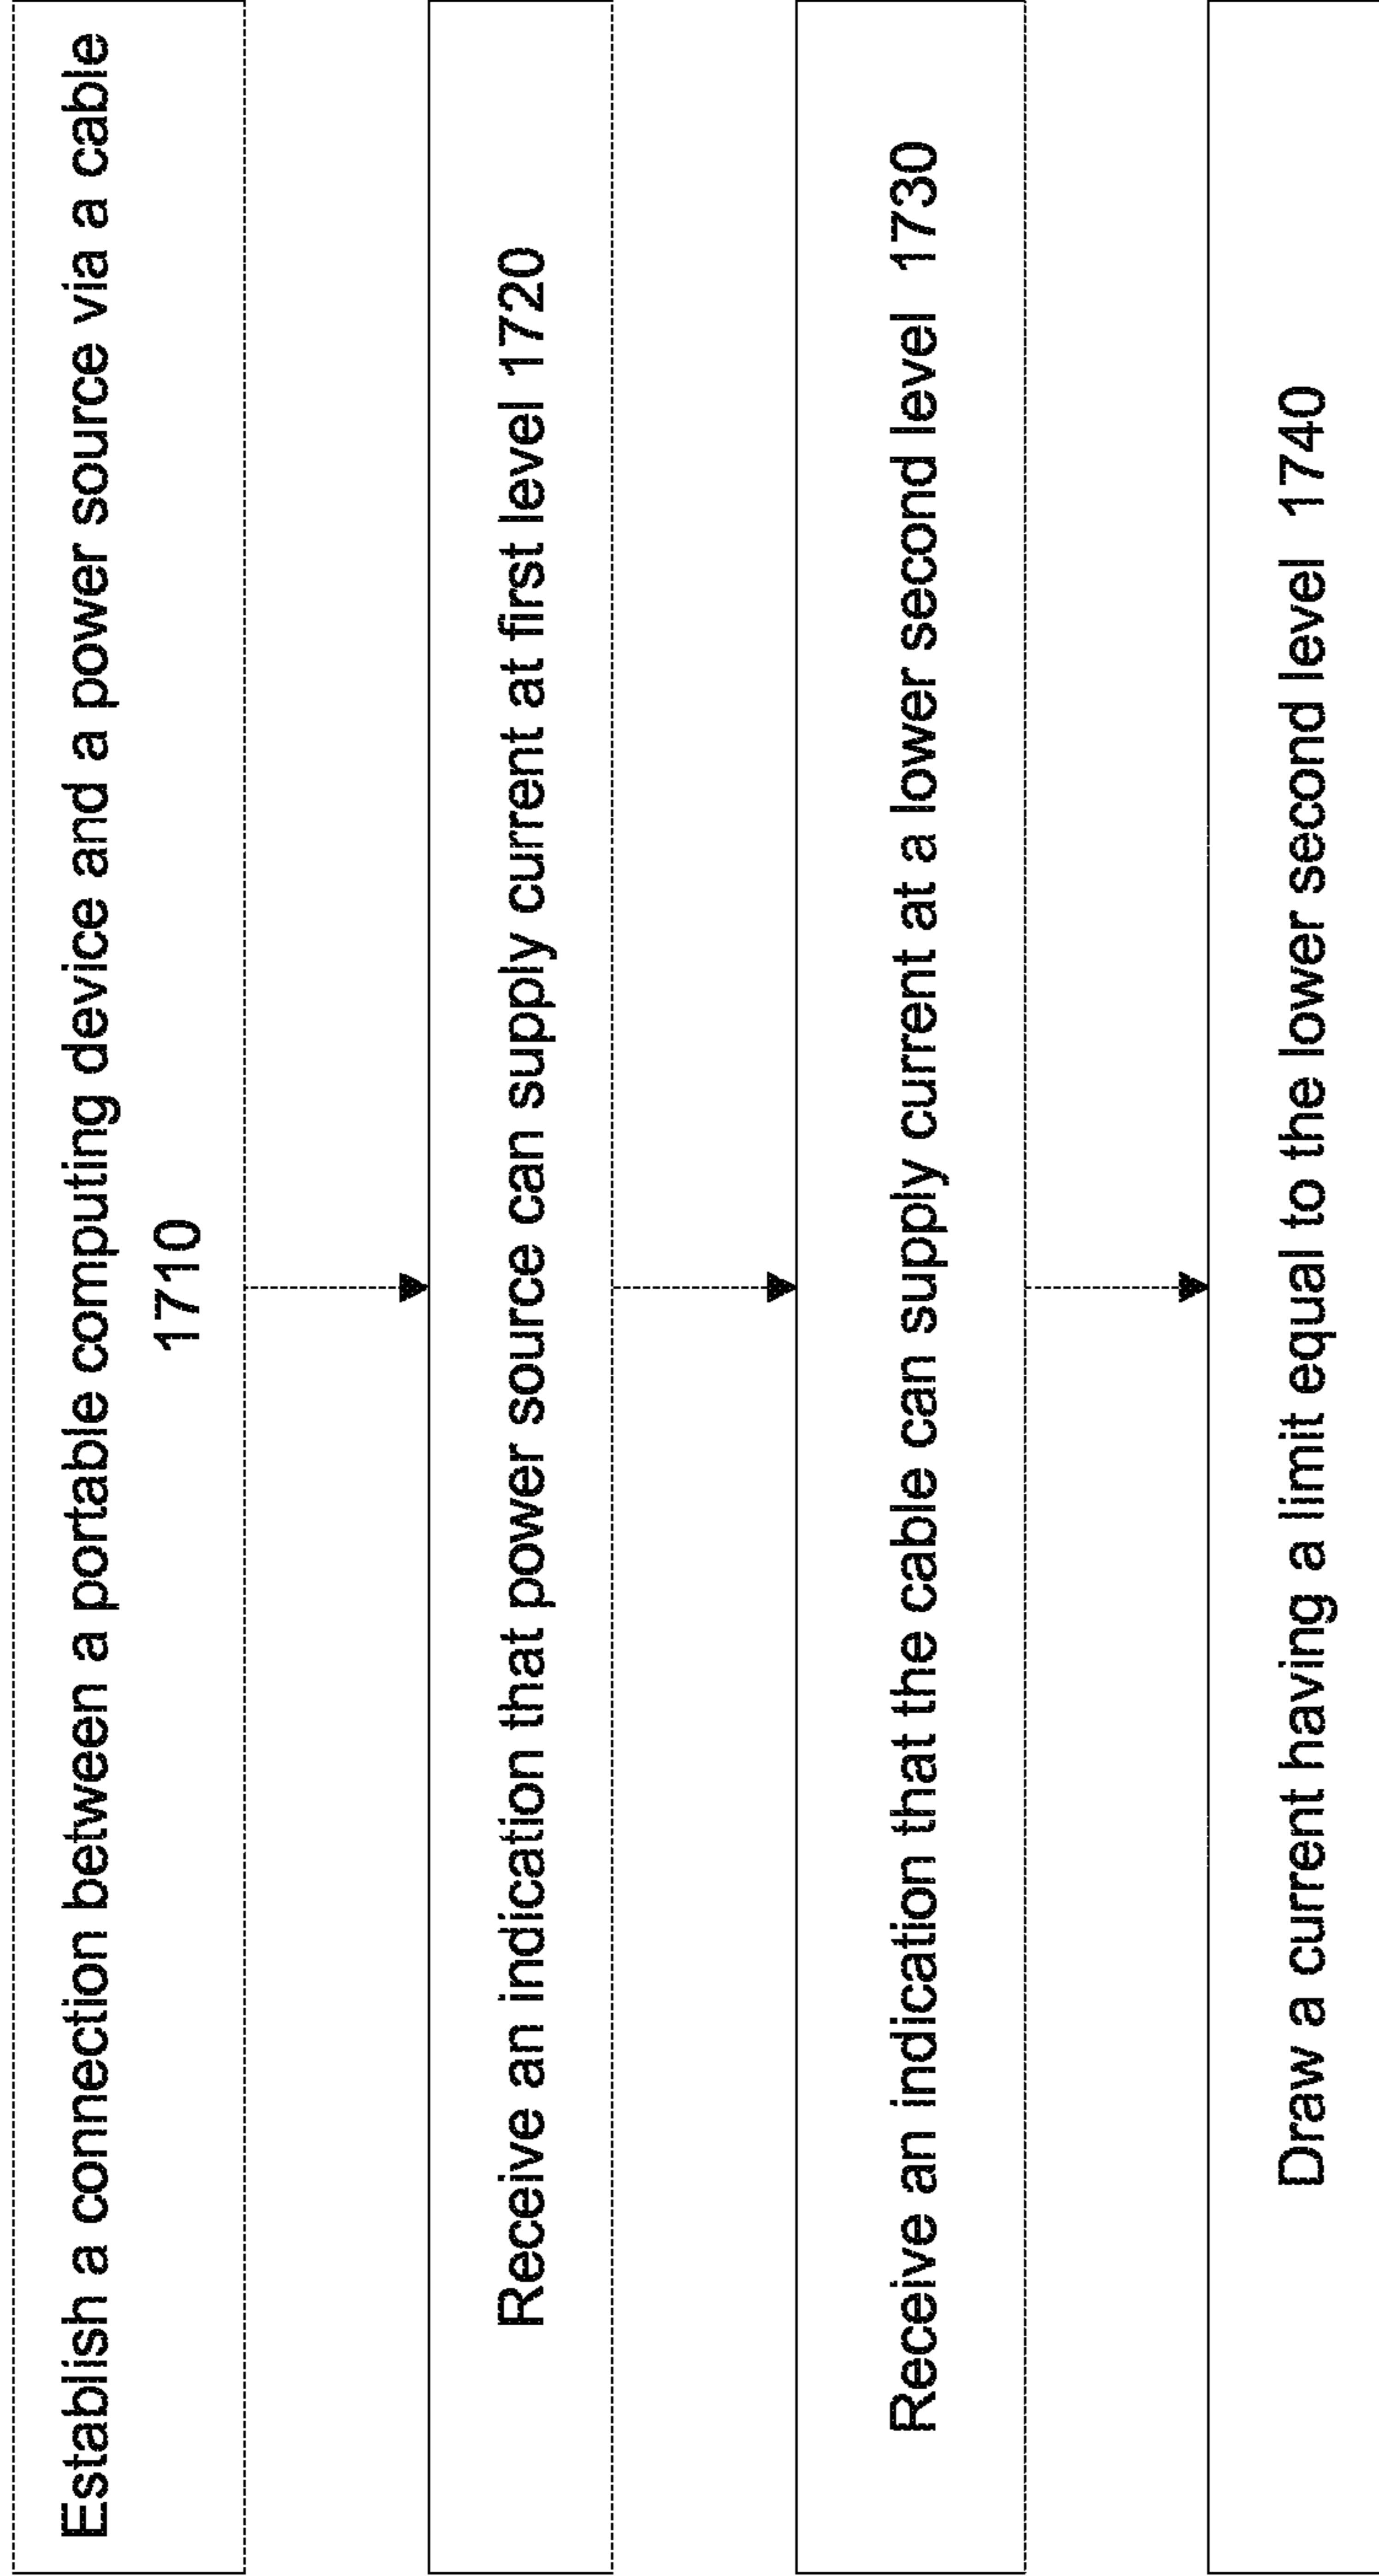 Establish a connection between a portable computing device and a power source via a cable
1710
Receive an indication that power source can supply current at first level 1720
Receive an indication that the cable can supply current at a lower second level 1730
Draw a current having a limit equal to the lower second level 1740